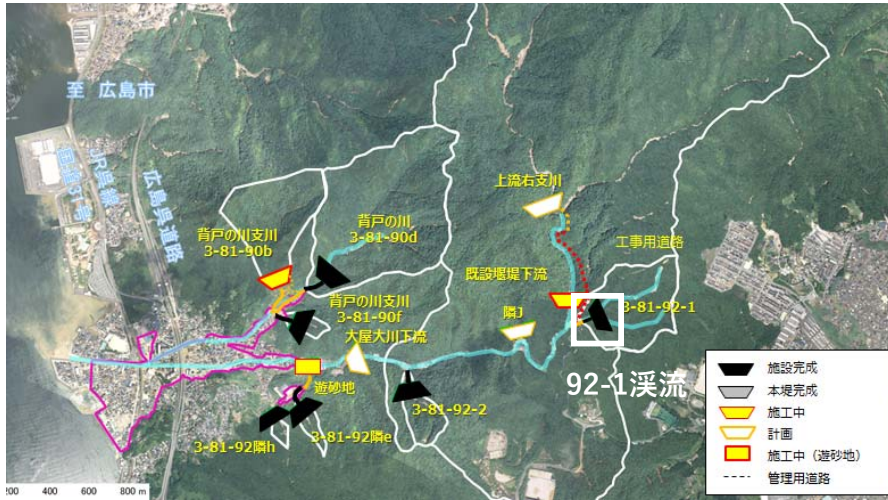 至 広島市
JR呉線
国道31号
広島呉道路
上流右支川
背戸の川
3-81-90d
背戸の川支川
3-81-90b
工事用道路
既設堰堤下流
背戸の川支川
3-81-90f
隣J
3-81-92-1
大屋大川下流
92-1渓流
遊砂地
3-81-92-2
3-81-92隣e
3-81-92隣h
施設完成
本堤完成
施工中
計画
施工中(遊砂地)
管理用道路
200 400 600 800 m